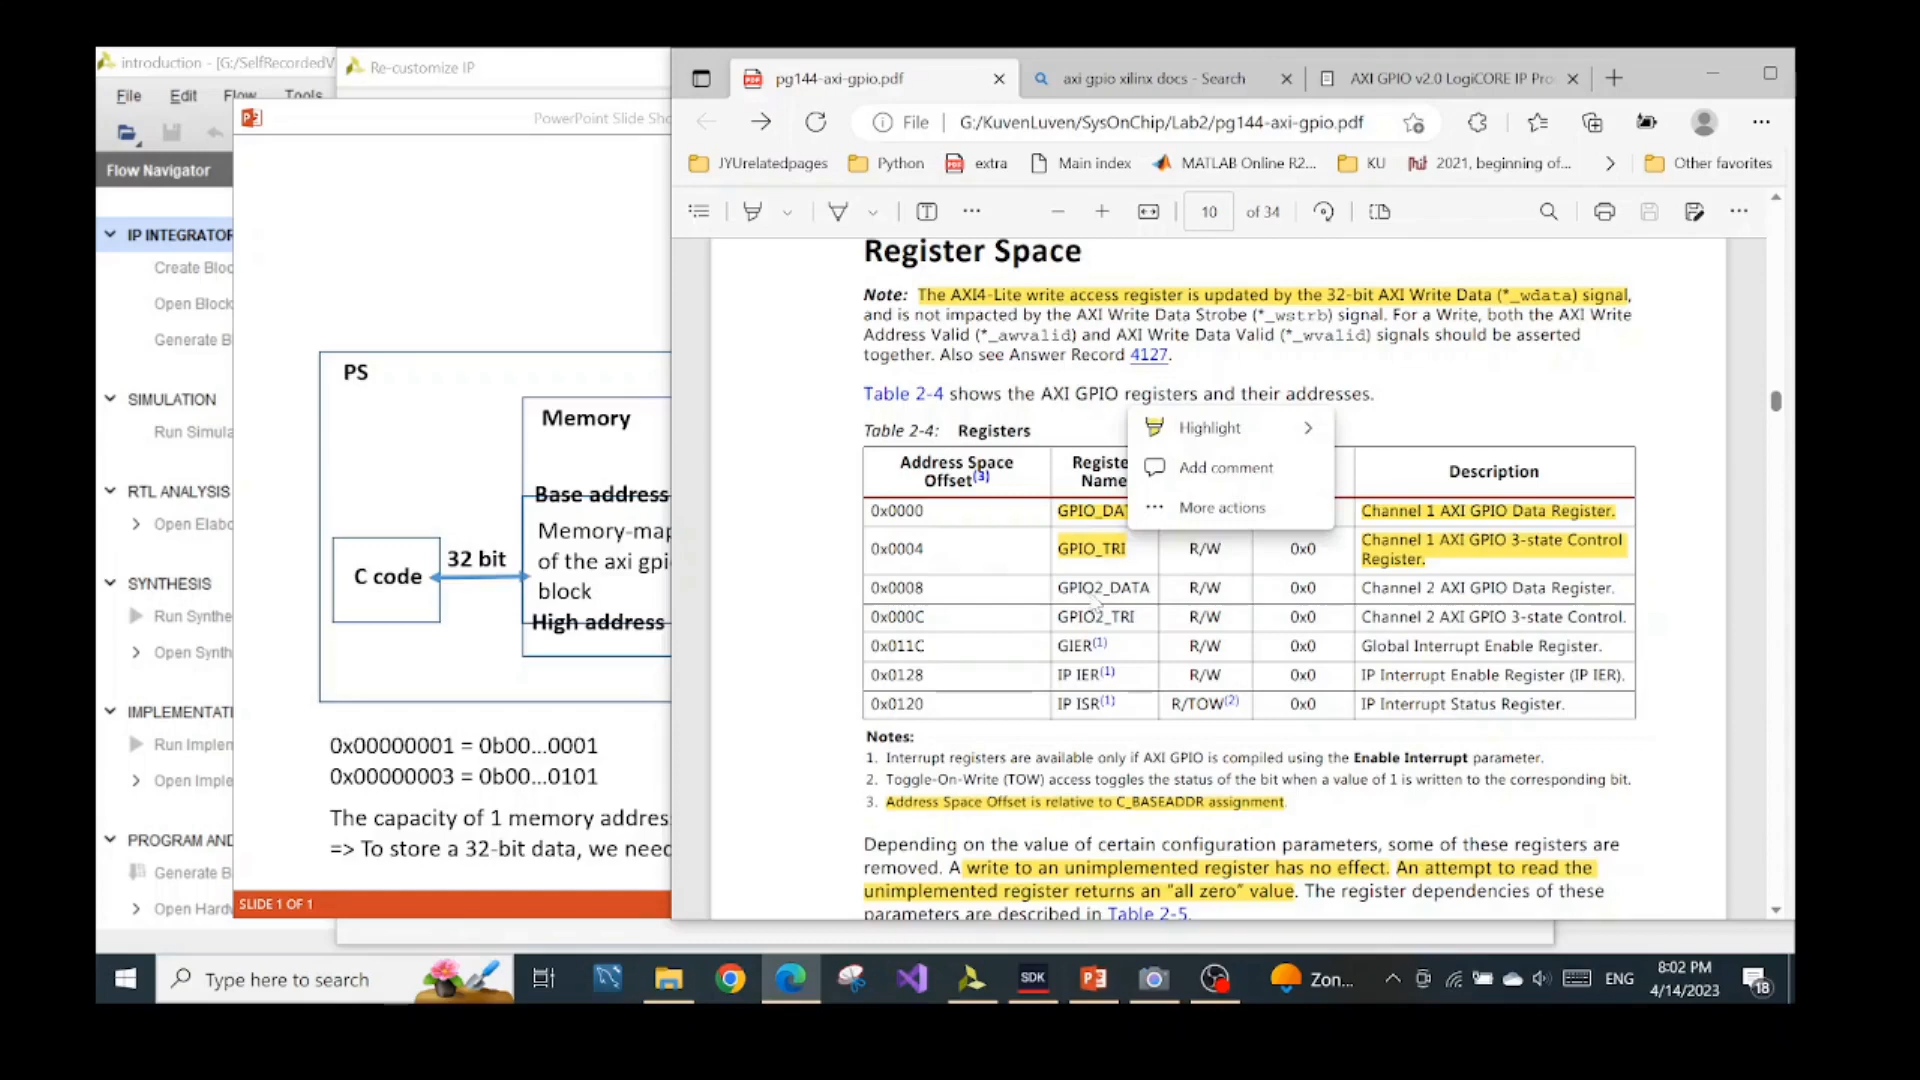 introduction - [G:/SelfRecordedV
File Edit Flow Tools
Flow Navigator
IP INTEGRATOR
Create Bloc
Open Block
Generate B
SIMULATION
Run Simula
RTL ANALYSIS
Open Elabo
SYNTHESIS
Run Synthe
Open Synth
IMPLEMENTATI
Run Implen
Open Imple
PROGRAM AND
Generate B
Open Hardv
Re-customize IP
PowerPoint Slide Sho
PS
Memory
Base address
Memory-map
of the axi gpi
block
High address
C code
32 bit
0x00000001 = 0b00...0001
0x00000003 = 0b00...0101
The capacity of 1 memory addres
=> To store a 32-bit data, we need
SLIDE 1 OF 1
pg144-axi-gpio.pdf
axi gpio xilinx docs - Search
AXI GPIO v2.0 LogiCORE IP Pro
File | G:/KuvenLuven/SysOnChip/Lab2/pg144-axi-gpio.pdf
JYUrelatedpages
Python
extra
Main index
MATLAB Online R2...
KU
2021, beginning of...
Other favorites
10 of 34
Register Space
Note: The AXI4-Lite write access register is updated by the 32-bit AXI Write Data (*_wdata) signal,
and is not impacted by the AXI Write Data Strobe (*_wstrb) signal. For a Write, both the AXI Write
Address Valid (*_awvalid) and AXI Write Data Valid (*_wvalid) signals should be asserted
together. Also see Answer Record 4127.
Table 2-4 shows the AXI GPIO registers and their addresses.
Table 2-4: Registers
Highlight
Add comment
More actions
Address Space Offset(3) Registe Name Description
0x0000 GPIO_DAT Channel 1 AXI GPIO Data Register.
0x0004 GPIO_TRI R/W 0x0 Channel 1 AXI GPIO 3-state Control
Register.
0x0008 GPIO2_DATA R/W 0x0 Channel 2 AXI GPIO Data Register.
0x000C GPIO2_TRI R/W 0x0 Channel 2 AXI GPIO 3-state Control.
0x011C GIER(1) R/W 0x0 Global Interrupt Enable Register.
0x0128 IP IER(1) R/W 0x0 IP Interrupt Enable Register (IP IER).
0x0120 IP ISR(1) R/TOW(2) 0x0 IP Interrupt Status Register.
Notes:
1. Interrupt registers are available only if AXI GPIO is compiled using the Enable Interrupt parameter.
2. Toggle-On-Write (TOW) access toggles the status of the bit when a value of 1 is written to the corresponding bit.
3. Address Space Offset is relative to C_BASEADDR assignment.
Depending on the value of certain configuration parameters, some of these registers are
removed. A write to an unimplemented register has no effect. An attempt to read the
unimplemented register returns an "all zero" value. The register dependencies of these
parameters are described in Table 2-5.
Type here to search
SDK
Zon...
ENG
8:02 PM
4/14/2023
18